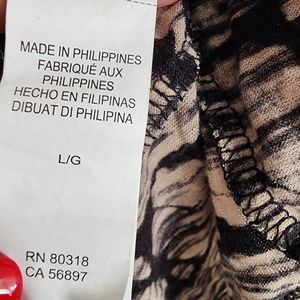 MADE IN PHILIPPINES
FABRIQUÉ AUX
PHILIPPINES
HECHO EN FILIPINAS
DIBUAT DI PHILIPINA
L/G
RN 80318
CA 56897